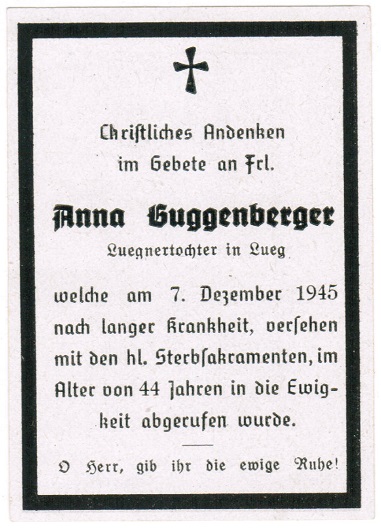 Christliches Andenken
im Gebete an Frl.
Anna Guggenberger
Luegnertochter in Lueg
welche am 7. Dezember 1945
nach langer Krankheit, versehen
mit den hl. Sterbsakramenten, im
Alter von 44 Jahren in die Ewig-
keit abgerufen wurde.
O Herr, gib ihr die ewige Ruhe!